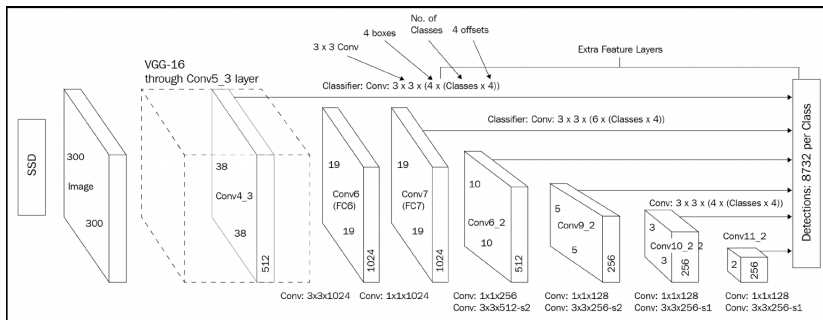 No. of
Classes
4 boxes
4 offsets
3 x 3 Conv
VGG-16
through Conv5_3 layer
Extra Feature Layers
Classifier: Conv: 3 x 3 x (4 x (Classes x 4))
Classifier: Conv: 3 x 3 x (6 x (Classes x 4))
SSD
300
Image
300
38
Conv4_3
38
512
19
Conv6
(FC6)
19
1024
19
Conv7
(FC7)
19
1024
10
Conv6_2
10
512
5
Conv9_2
5
256
Conv: 3 x 3 x (4 x (Classes x 4))
3
Conv10_2 2
3
256
Conv11_2
2
256
Detections: 8732 per Class
Conv: 3x3x1024
Conv: 1x1x1024
Conv: 1x1x256
Conv: 3x3x512-s2
Conv: 1x1x128
Conv: 3x3x256-s2
Conv: 1x1x128
Conv: 3x3x256-s1
Conv: 1x1x128
Conv: 3x3x256-s1